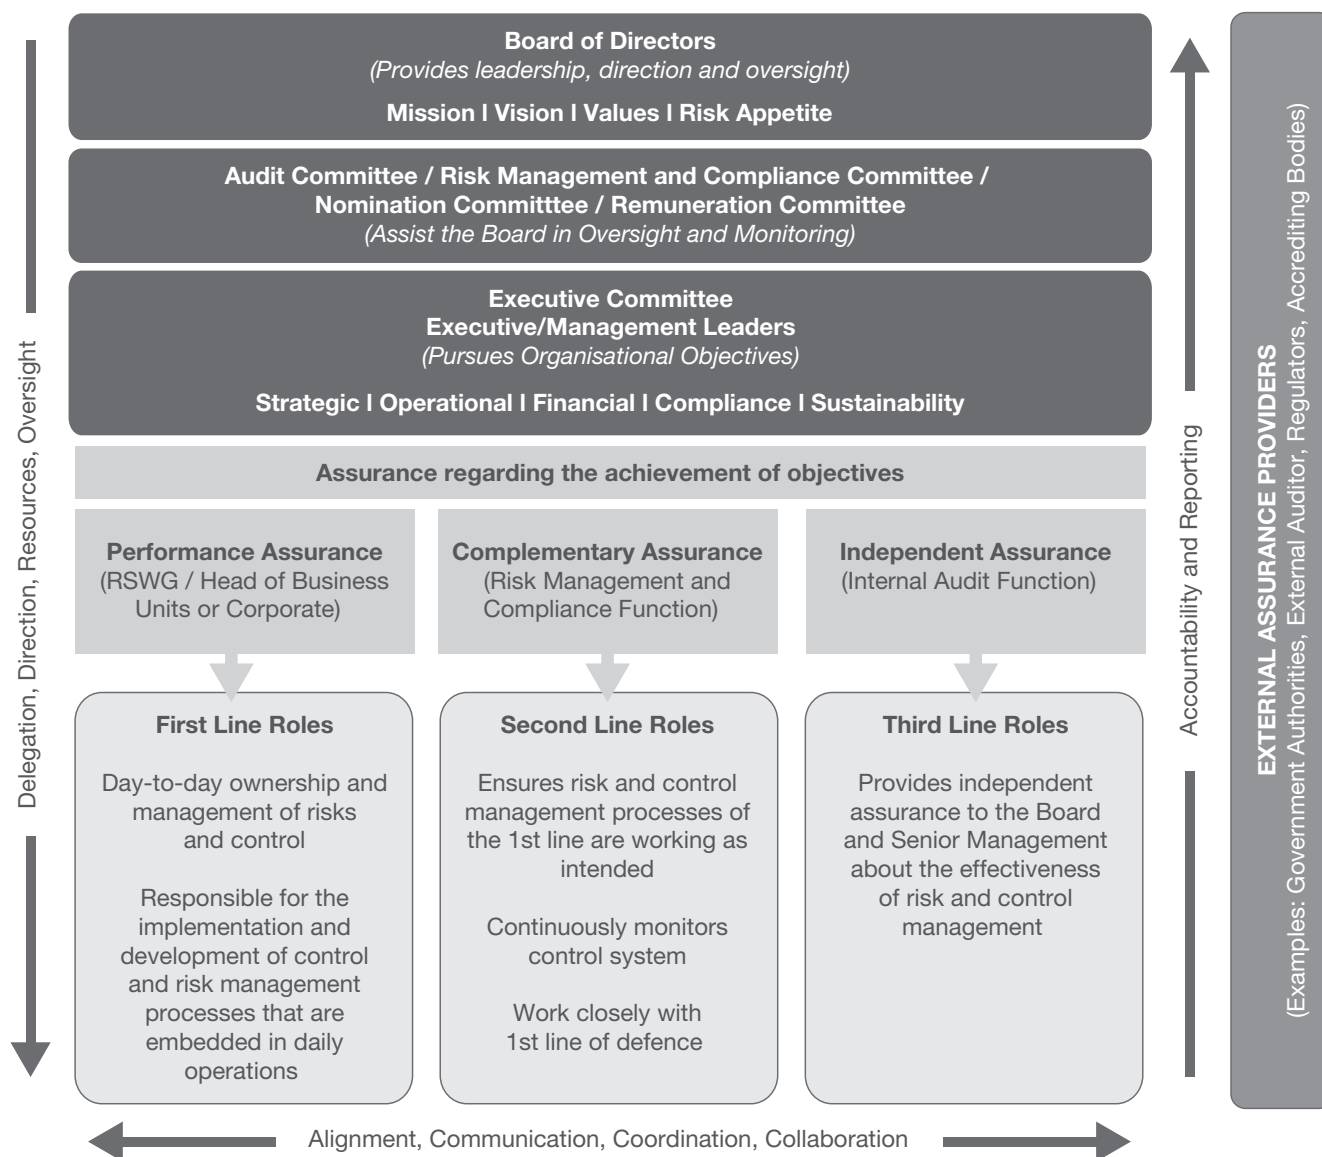 Board of Directors
(Provides leadership, direction and oversight)
Mission I Vision I Values I Risk Appetite
Audit Committee / Risk Management and Compliance Committee /
Nomination Committtee / Remuneration Committee
(Assist the Board in Oversight and Monitoring)
Executive Committee
Executive/Management Leaders
(Pursues Organisational Objectives)
Strategic I Operational I Financial I Compliance I Sustainability
Assurance regarding the achievement of objectives
Performance Assurance
(RSWG / Head of Business
Units or Corporate)
Complementary Assurance
(Risk Management and
Compliance Function)
Independent Assurance
(Internal Audit Function)
First Line Roles
Day-to-day ownership and
management of risks
and control
Responsible for the
implementation and
development of control
and risk management
processes that are
embedded in daily
operations
Second Line Roles
Ensures risk and control
management processes of
the 1st line are working as
intended
Continuously monitors
control system
Work closely with
1st line of defence
Third Line Roles
Provides independent
assurance to the Board
and Senior Management
about the effectiveness
of risk and control
management
Delegation, Direction, Resources, Oversight
Accountability and Reporting
EXTERNAL ASSURANCE PROVIDERS
(Examples: Government Authorities, External Auditor, Regulators, Accrediting Bodies)
Alignment, Communication, Coordination, Collaboration